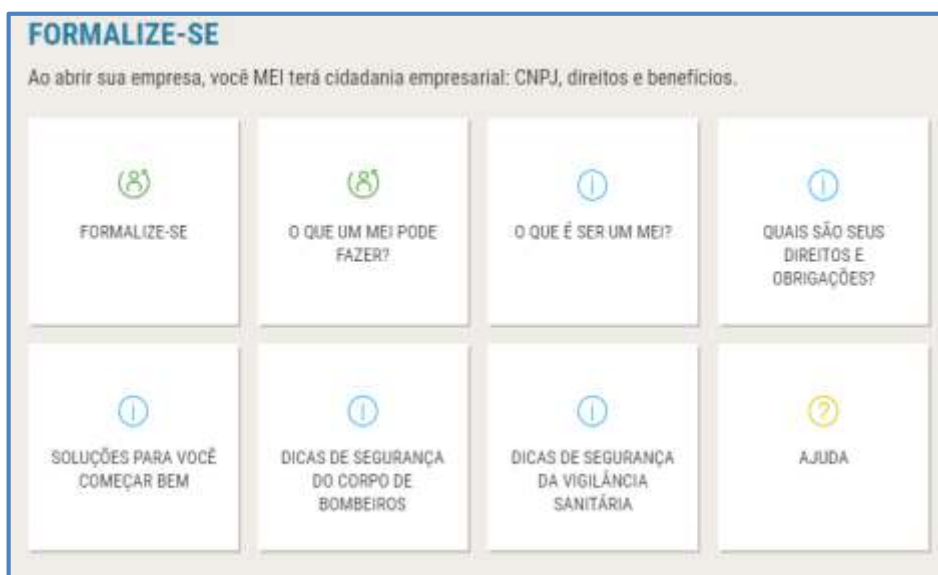 FORMALIZE-SE
Ao abrir sua empresa, você MEI terá cidadania empresarial: CNPJ, direitos e benefícios.
FORMALIZE-SE
O QUE UM MEI PODE
FAZER?
O QUE É SER UM MEI?
QUAIS SÃO SEUS
DIREITOS E
OBRIGAÇÕES?
SOLUÇÕES PARA VOCÊ
COMEÇAR BEM
DICAS DE SEGURANÇA
DO CORPO DE
BOMBEIROS
DICAS DE SEGURANÇA
DA VIGILÂNCIA
SANITÁRIA
AJUDA